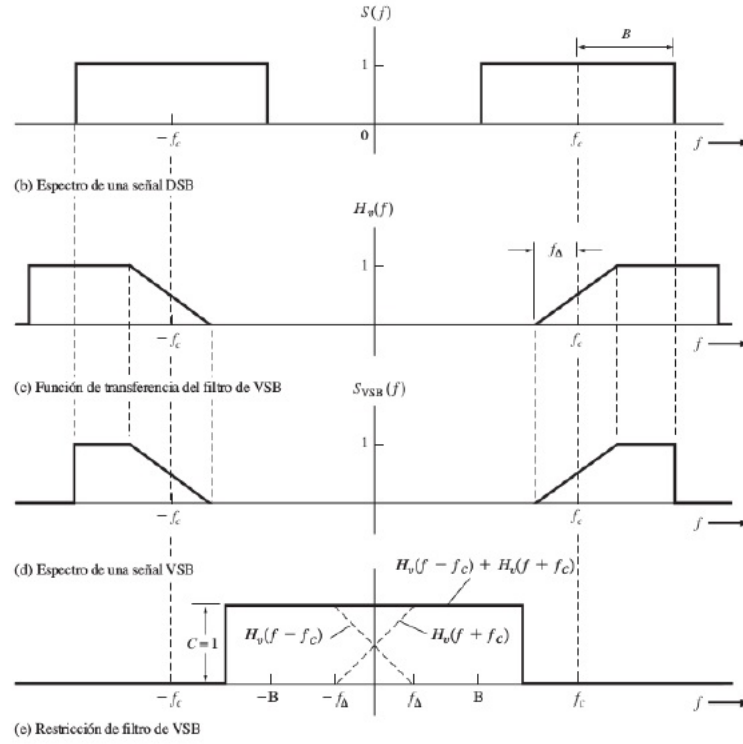 S(f)
B
1
−f_c
0
f_c
f
(b) Espectro de una señal DSB
H_v(f)
f_Δ
1
−f_c
f_c
f
(c) Función de transferencia del filtro de VSB
S_VSB(f)
1
−f_c
f_c
f
(d) Espectro de una señal VSB
H_v(f − f_C) + H_v(f + f_C)
C=1
H_v(f − f_C)
H_v(f + f_C)
−f_c
−B
−f_Δ
f_Δ
B
f_c
f
(e) Restricción de filtro de VSB